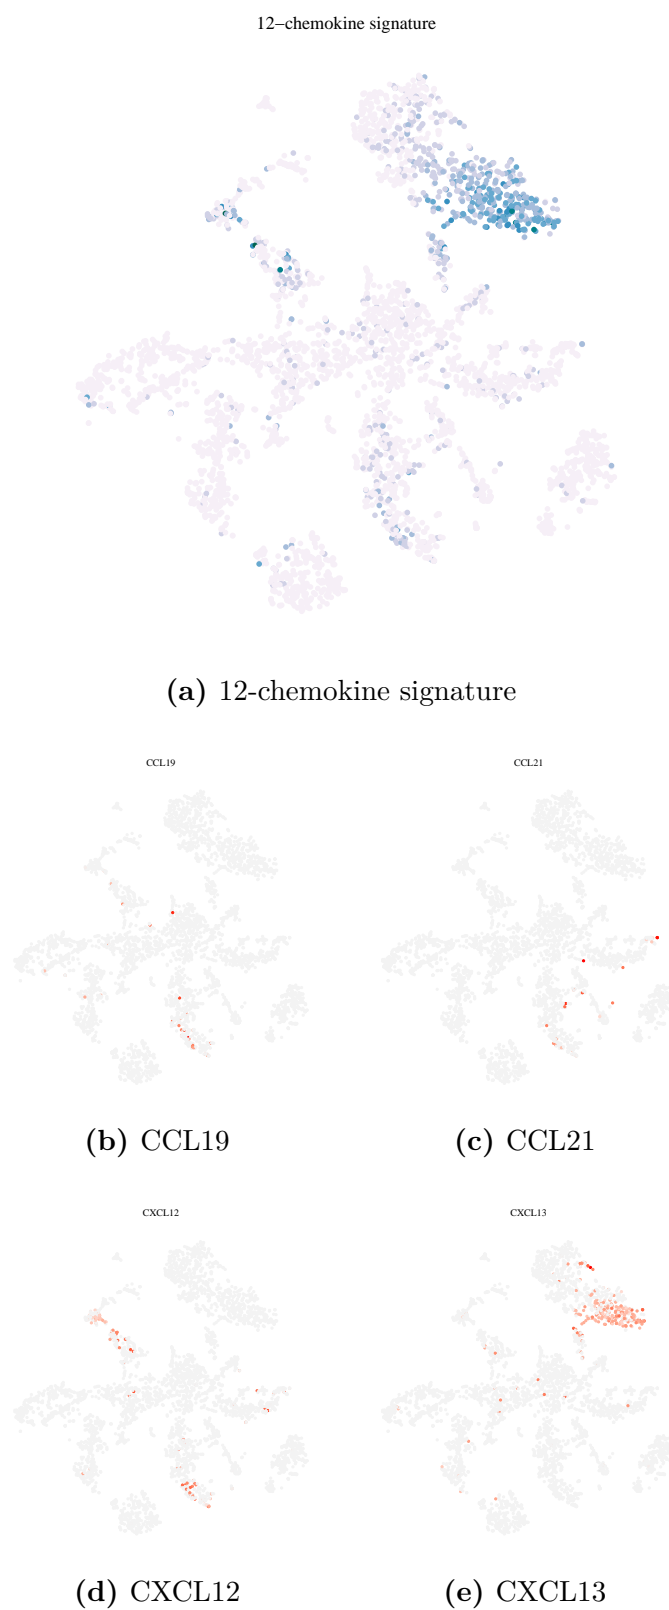 12−chemokine signature
(a) 12-chemokine signature
CCL19
CCL21
(b) CCL19
(c) CCL21
CXCL12
CXCL13
(d) CXCL12
(e) CXCL13